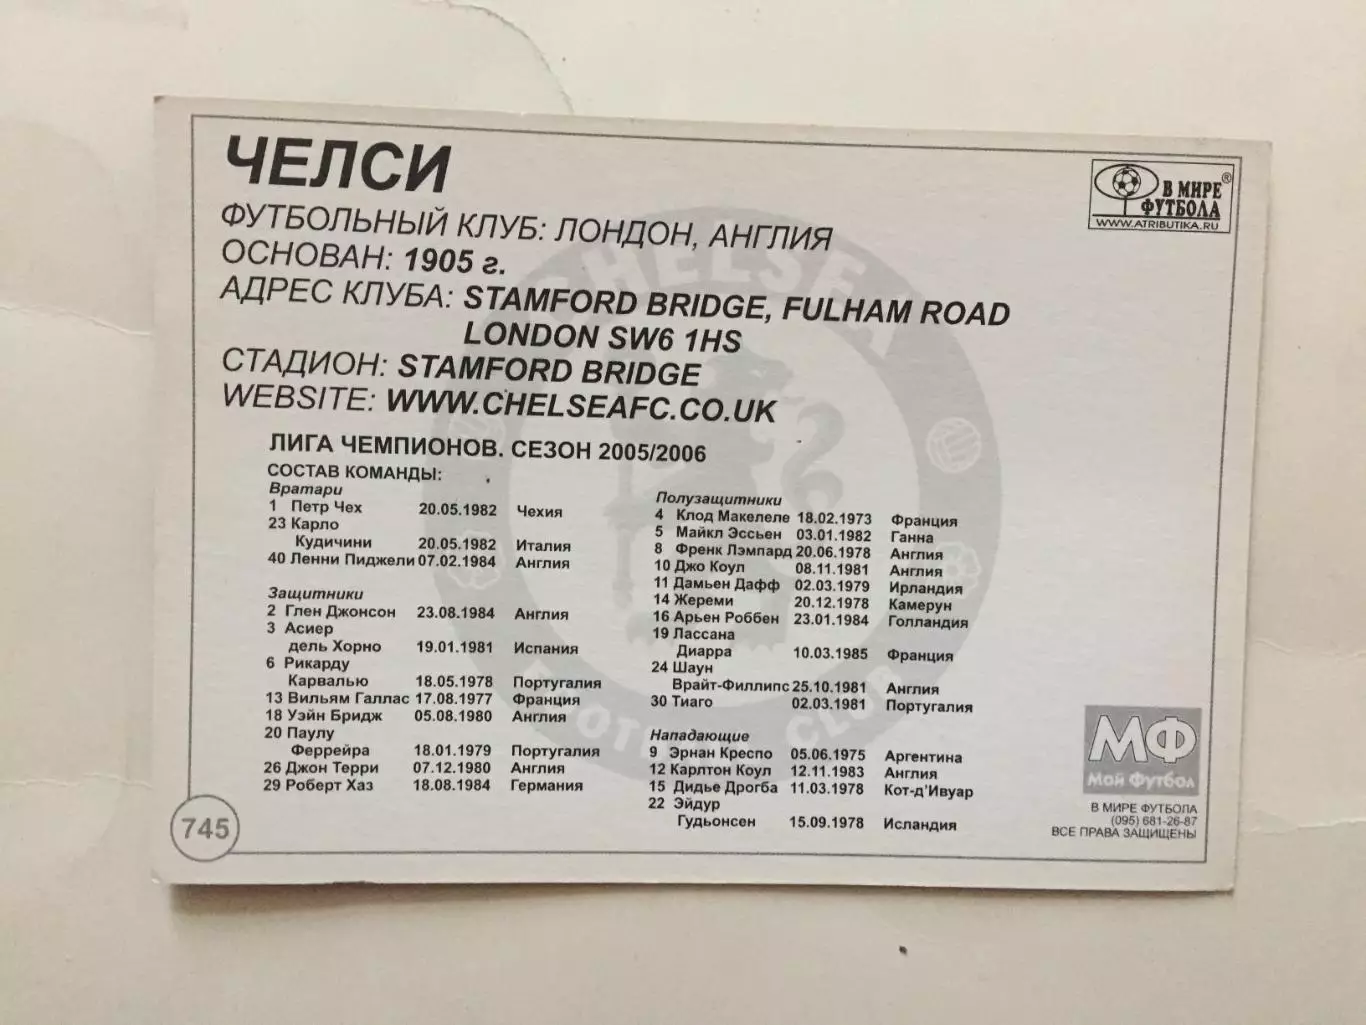 ЧЕЛСИ
ФУТБОЛЬНЫЙ КЛУБ: ЛОНДОН, АНГЛИЯ
ОСНОВАН: 1905 г.
АДРЕС КЛУБА: STAMFORD BRIDGE, FULHAM ROAD
LONDON SW6 1HS
СТАДИОН: STAMFORD BRIDGE
WEBSITE: WWW.CHELSEAFC.CO.UK
В МИРЕ ®
ФУТБОЛА
WWW.ATRIBUTIKA.RU
CHELSEA
FOOTBALL CLUB
ЛИГА ЧЕМПИОНОВ. СЕЗОН 2005/2006
СОСТАВ КОМАНДЫ:
Вратари
1 Петр Чех 20.05.1982 Чехия
23 Карло
Кудичини 20.05.1982 Италия
40 Ленни Пиджели 07.02.1984 Англия
Защитники
2 Глен Джонсон 23.08.1984 Англия
3 Асиер
дель Хорно 19.01.1981 Испания
6 Рикарду
Карвалью 18.05.1978 Португалия
13 Вильям Галлас 17.08.1977 Франция
18 Уэйн Бридж 05.08.1980 Англия
20 Паулу
Феррейра 18.01.1979 Португалия
26 Джон Терри 07.12.1980 Англия
29 Роберт Хаз 18.08.1984 Германия
Полузащитники
4 Клод Макелеле 18.02.1973 Франция
5 Майкл Эссьен 03.01.1982 Ганна
8 Френк Лэмпард 20.06.1978 Англия
10 Джо Коул 08.11.1981 Англия
11 Дамьен Дафф 02.03.1979 Ирландия
14 Жереми 20.12.1978 Камерун
16 Арьен Роббен 23.01.1984 Голландия
19 Лассана
Диарра 10.03.1985 Франция
24 Шаун
Врайт-Филлипс 25.10.1981 Англия
30 Тиаго 02.03.1981 Португалия
Нападающие
9 Эрнан Креспо 05.06.1975 Аргентина
12 Карлтон Коул 12.11.1983 Англия
15 Дидье Дрогба 11.03.1978 Кот-д'Ивуар
22 Эйдур
Гудьонсен 15.09.1978 Исландия
МФ
Мой Футбол
В МИРЕ ФУТБОЛА
(095) 681-26-87
ВСЕ ПРАВА ЗАЩИЩЕНЫ
745